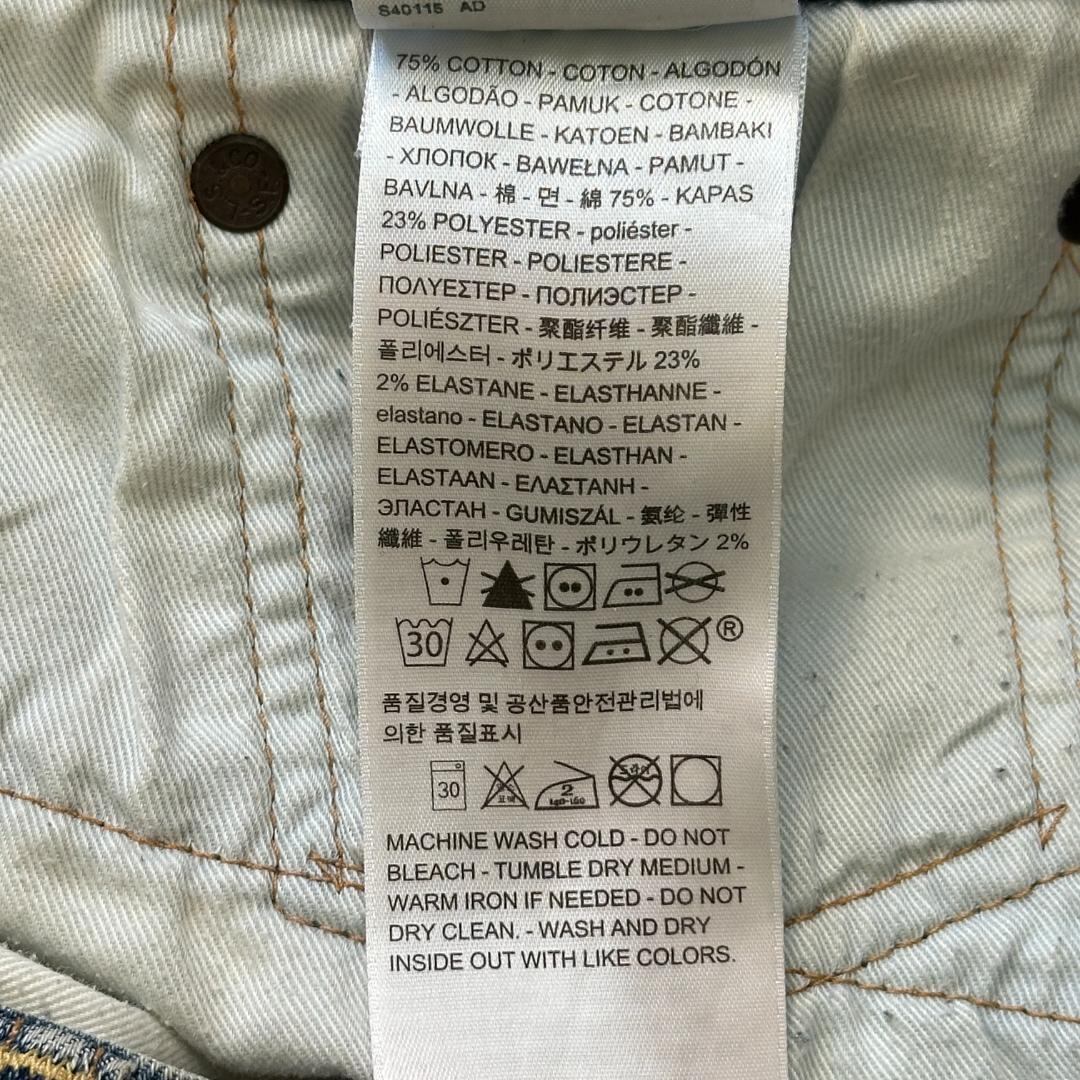 S40115 AD
75% COTTON - COTON - ALGODÓN
- ALGODÃO - PAMUK - COTONE -
BAUMWOLLE - KATOEN - BAMBAKI
- ХЛОПОК - BAWEŁNA - PAMUT -
BAVLNA - 棉 - 면 - 綿 75% - KAPAS
23% POLYESTER - poliéster -
POLIESTER - POLIESTERE -
ΠΟΛΥΕΣΤΕΡ - ПОЛИЭСТЕР -
POLIÉSZTER - 聚酯纤维 - 聚酯纖維 -
폴리에스터 - ポリエステル 23%
2% ELASTANE - ELASTHANNE -
elastano - ELASTANO - ELASTAN -
ELASTOMERO - ELASTHAN -
ELASTAAN - ΕΛΑΣΤΑΝΗ -
ЭЛАСТАН - GUMISZÁL - 氨纶 - 彈性
纖維 - 폴리우레탄 - ポリウレタン 2%
30 ®
품질경영 및 공산품안전관리법에
의한 품질표시
30 2
MACHINE WASH COLD - DO NOT
BLEACH - TUMBLE DRY MEDIUM -
WARM IRON IF NEEDED - DO NOT
DRY CLEAN. - WASH AND DRY
INSIDE OUT WITH LIKE COLORS.